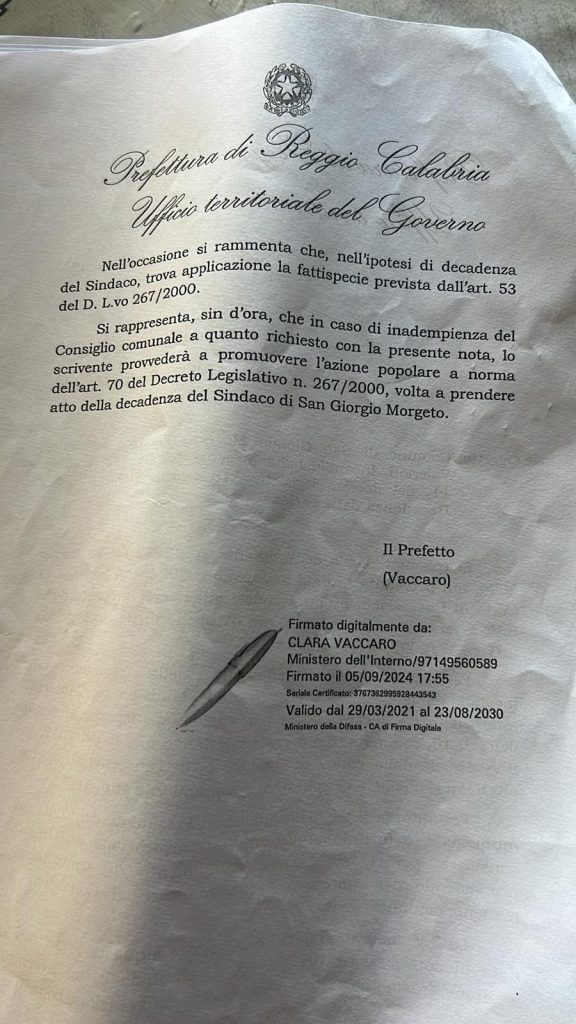 Prefettura di Reggio Calabria
Ufficio territoriale del Governo
Nell'occasione si rammenta che, nell'ipotesi di decadenza
del Sindaco, trova applicazione la fattispecie prevista dall'art. 53
del D. L.vo 267/2000.
Si rappresenta, sin d'ora, che in caso di inadempienza del
Consiglio comunale a quanto richiesto con la presente nota, lo
scrivente provvederà a promuovere l'azione popolare a norma
dell'art. 70 del Decreto Legislativo n. 267/2000, volta a prendere
atto della decadenza del Sindaco di San Giorgio Morgeto.
Il Prefetto
(Vaccaro)
Firmato digitalmente da:
CLARA VACCARO
Ministero dell'Interno/97149560589
Firmato il 05/09/2024 17:55
Seriale Certificato: 3767362995928443543
Valido dal 29/03/2021 al 23/08/2030
Ministero della Difesa - CA di Firma Digitale